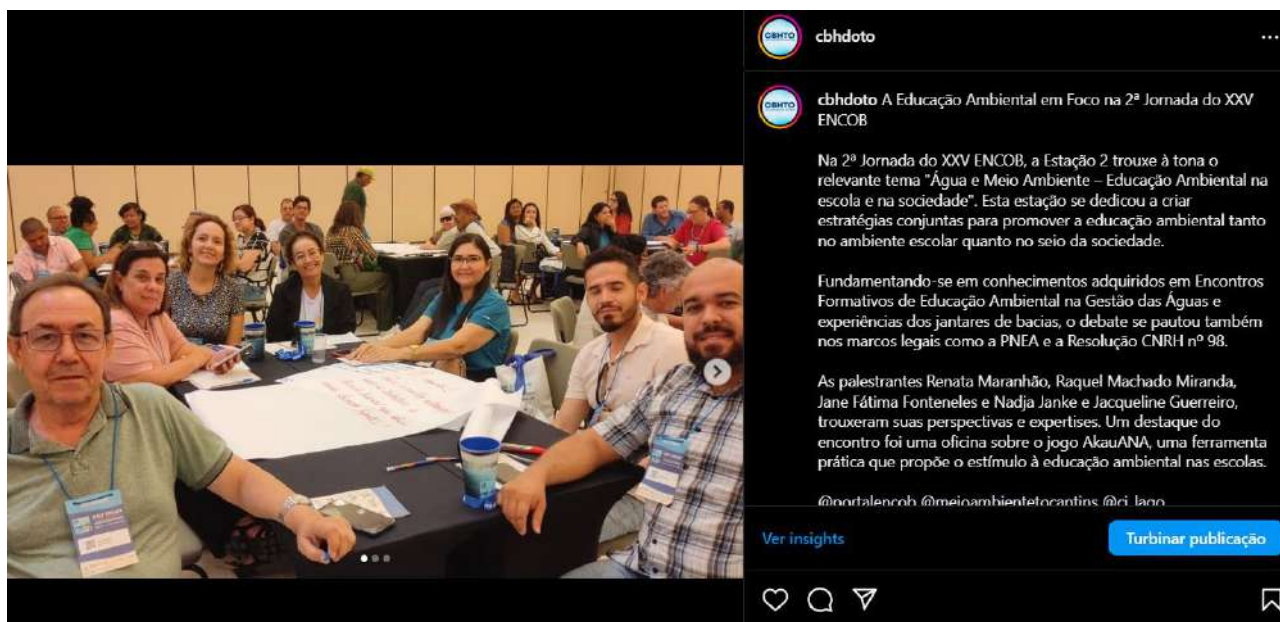 CBHTO
cbhdoto
CBHTO
cbhdoto A Educação Ambiental em Foco na 2ª Jornada do XXV
ENCOB
Na 2ª Jornada do XXV ENCOB, a Estação 2 trouxe à tona o
relevante tema "Água e Meio Ambiente – Educação Ambiental na
escola e na sociedade". Esta estação se dedicou a criar
estratégias conjuntas para promover a educação ambiental tanto
no ambiente escolar quanto no seio da sociedade.
Fundamentando-se em conhecimentos adquiridos em Encontros
Formativos de Educação Ambiental na Gestão das Águas e
experiências dos jantares de bacias, o debate se pautou também
nos marcos legais como a PNEA e a Resolução CNRH nº 98.
As palestrantes Renata Maranhão, Raquel Machado Miranda,
Jane Fátima Fonteneles e Nadja Janke e Jacqueline Guerreiro,
trouxeram suas perspectivas e expertises. Um destaque do
encontro foi uma oficina sobre o jogo AkauANA, uma ferramenta
prática que propõe o estímulo à educação ambiental nas escolas.
@portalencob @meioambientetocantins @ci_lago
Ver insights
Turbinar publicação